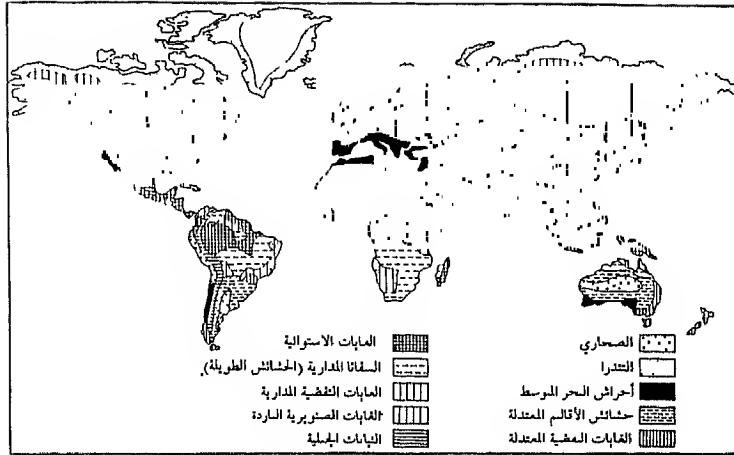 الصحاري
التندرا
أحراش البحر المتوسط
حشائش الأقاليم المعتدلة
الغابات النفضية المعتدلة
الغابات الاستوائية
السفانا المدارية (الحشائش الطويلة).
الغابات النفضية المدارية
الغابات الصنوبرية الباردة
النباتات الجبلية